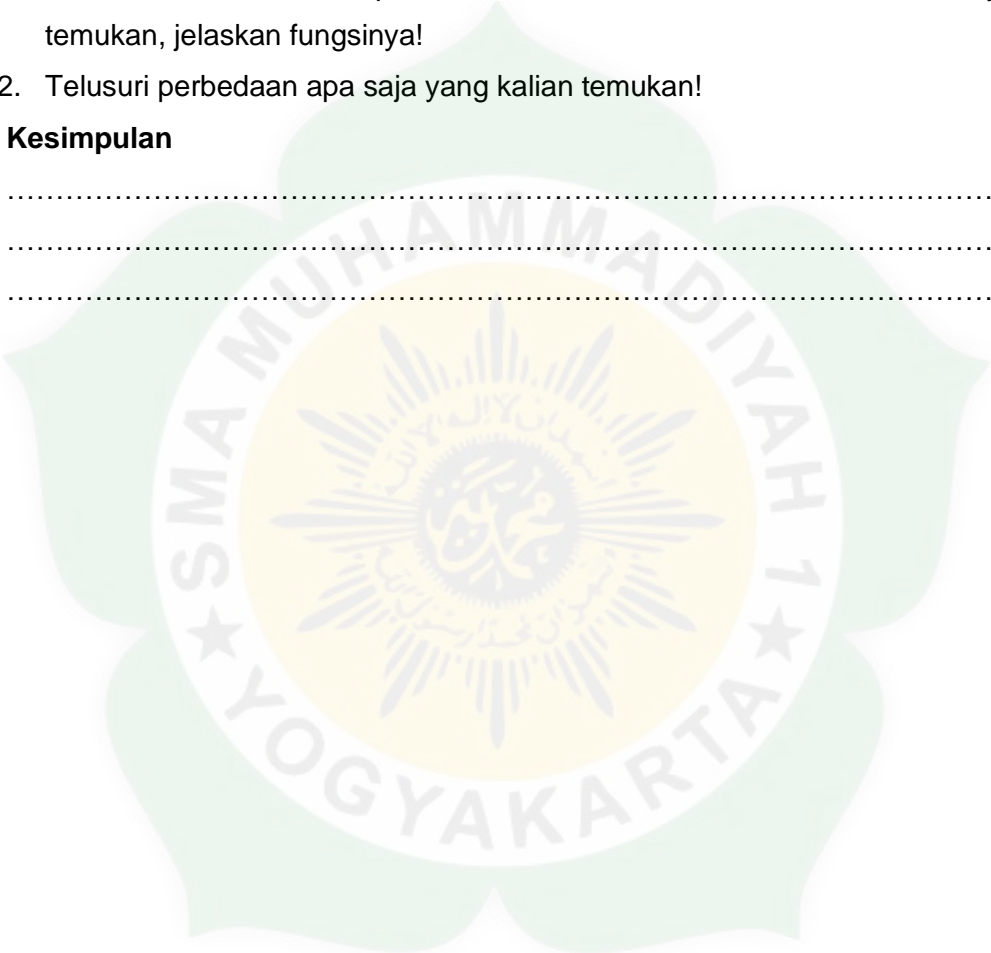 temukan, jelaskan fungsinya!
2. Telusuri perbedaan apa saja yang kalian temukan!
Kesimpulan
……………………………………………………………………………………………
……………………………………………………………………………………………
……………………………………………………………………………………………
SMA MUHAMMADIYAH 1
YOGYAKARTA